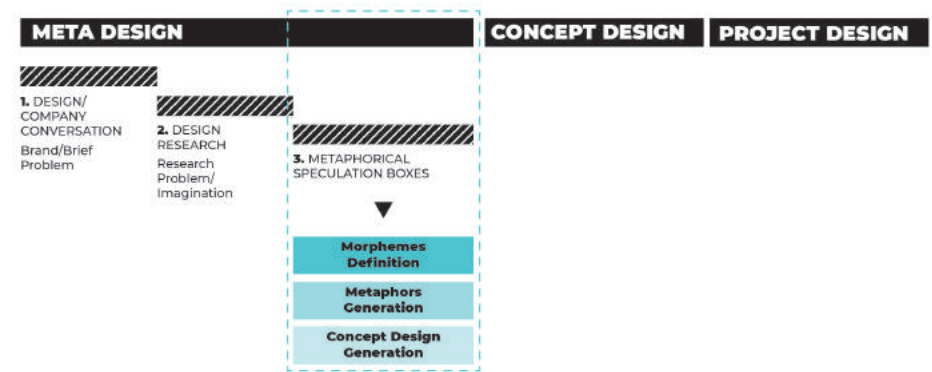 META DESIGN
CONCEPT DESIGN
PROJECT DESIGN
1. DESIGN/
COMPANY
CONVERSATION
Brand/Brief
Problem
2. DESIGN
RESEARCH
Research
Problem/
Imagination
3. METAPHORICAL
SPECULATION BOXES
Morphemes
Definition
Metaphors
Generation
Concept Design
Generation